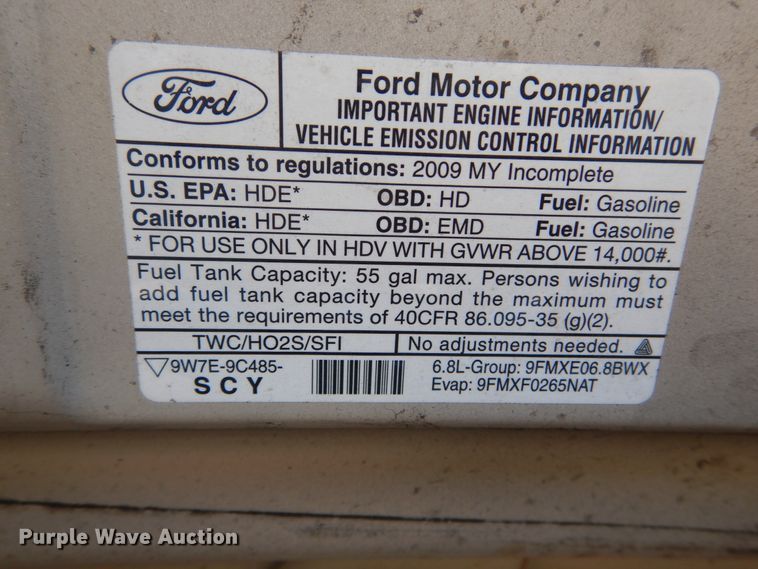 Ford
Ford Motor Company
IMPORTANT ENGINE INFORMATION/
VEHICLE EMISSION CONTROL INFORMATION
Conforms to regulations: 2009 MY Incomplete
U.S. EPA: HDE* OBD: HD Fuel: Gasoline
California: HDE* OBD: EMD Fuel: Gasoline
* FOR USE ONLY IN HDV WITH GVWR ABOVE 14,000#.
Fuel Tank Capacity: 55 gal max. Persons wishing to
add fuel tank capacity beyond the maximum must
meet the requirements of 40CFR 86.095-35 (g)(2).
TWC/HO2S/SFI No adjustments needed.
9W7E-9C485-
SCY
6.8L-Group: 9FMXE06.8BWX
Evap: 9FMXF0265NAT
Purple Wave Auction